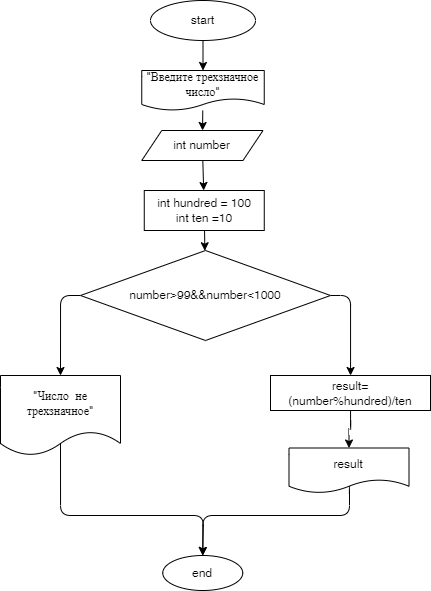 start
"Введите трехзначное
число"
int number
int hundred = 100
int ten =10
number>99&&number<1000
"Число не
трехзначное"
result=
(number%hundred)/ten
result
end